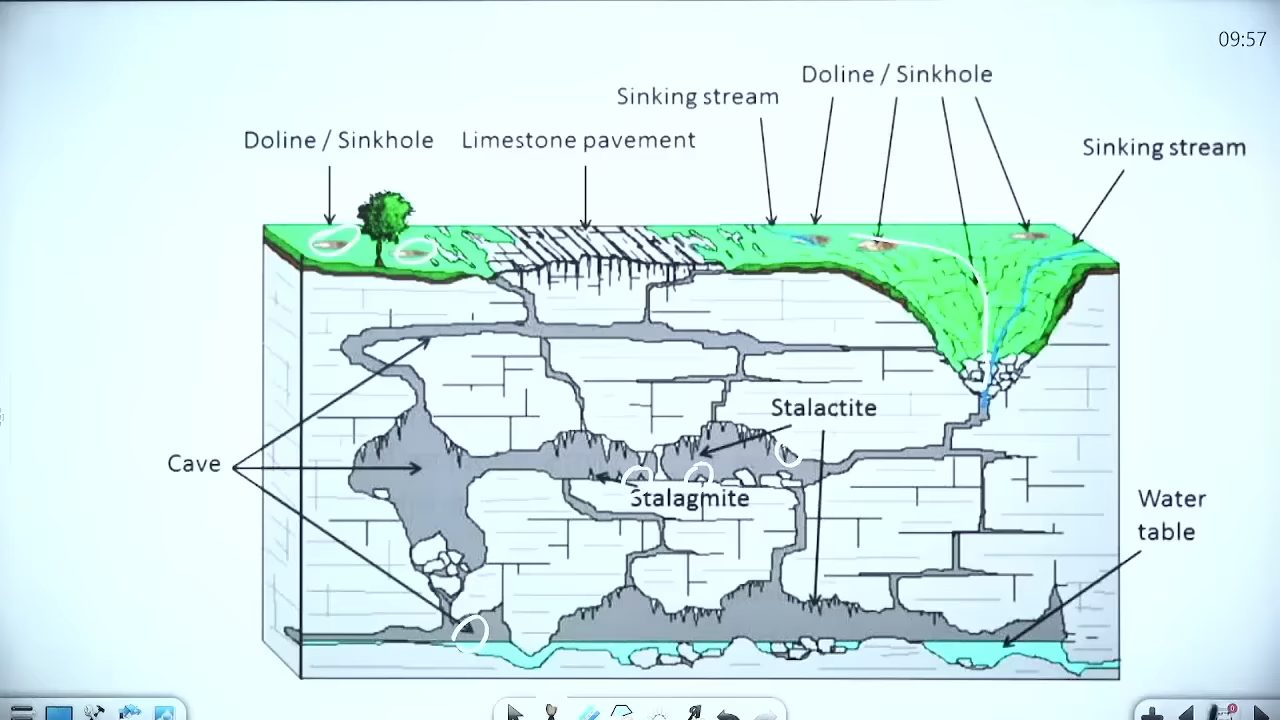 09:57
Doline / Sinkhole
Sinking stream
Doline / Sinkhole
Limestone pavement
Sinking stream
Stalactite
Cave
Stalagmite
Water
table